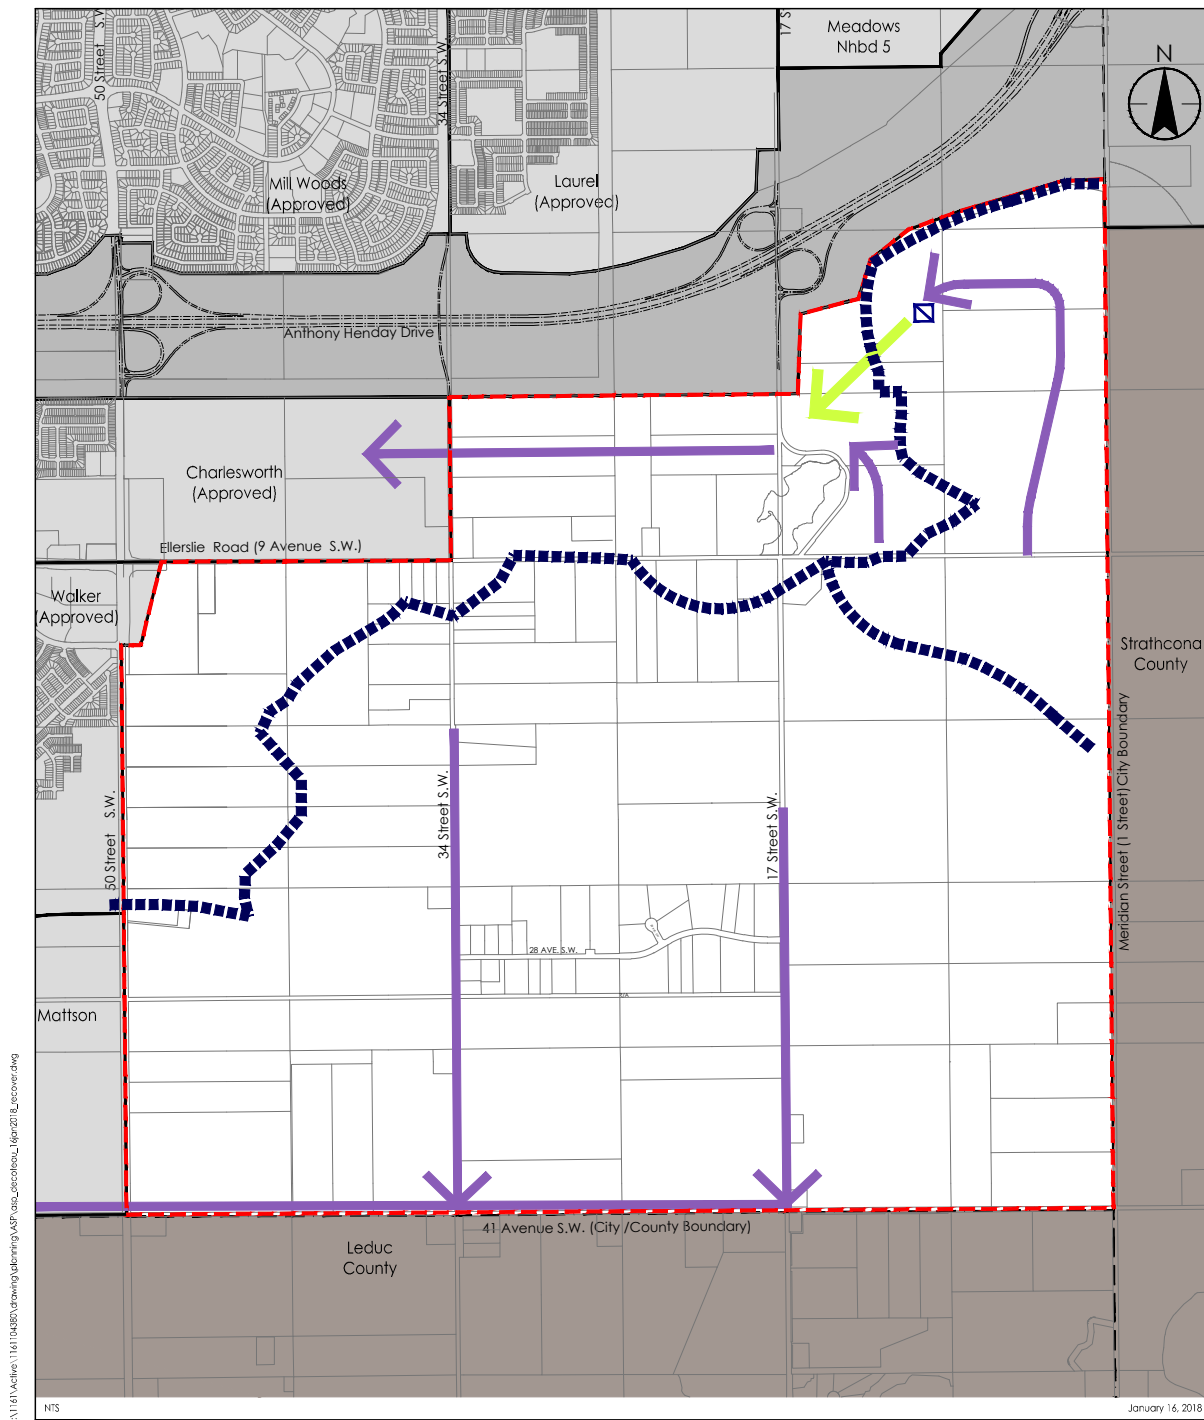 50 Street S.W.
34 Street S.W.
17 S
Meadows
Nhbd 5
N
Mill Woods
(Approved)
Laurel
(Approved)
Anthony Henday Drive
Charlesworth
(Approved)
Ellerslie Road (9 Avenue S.W.)
Walker
(Approved)
Strathcona
County
50 Street S.W.
34 Street S.W.
17 Street S.W.
Meridian Street (1 Street) City Boundary
28 AVE. S.W.
Mattson
41 Avenue S.W. (City /County Boundary)
Leduc
County
NTS
January 16, 2018